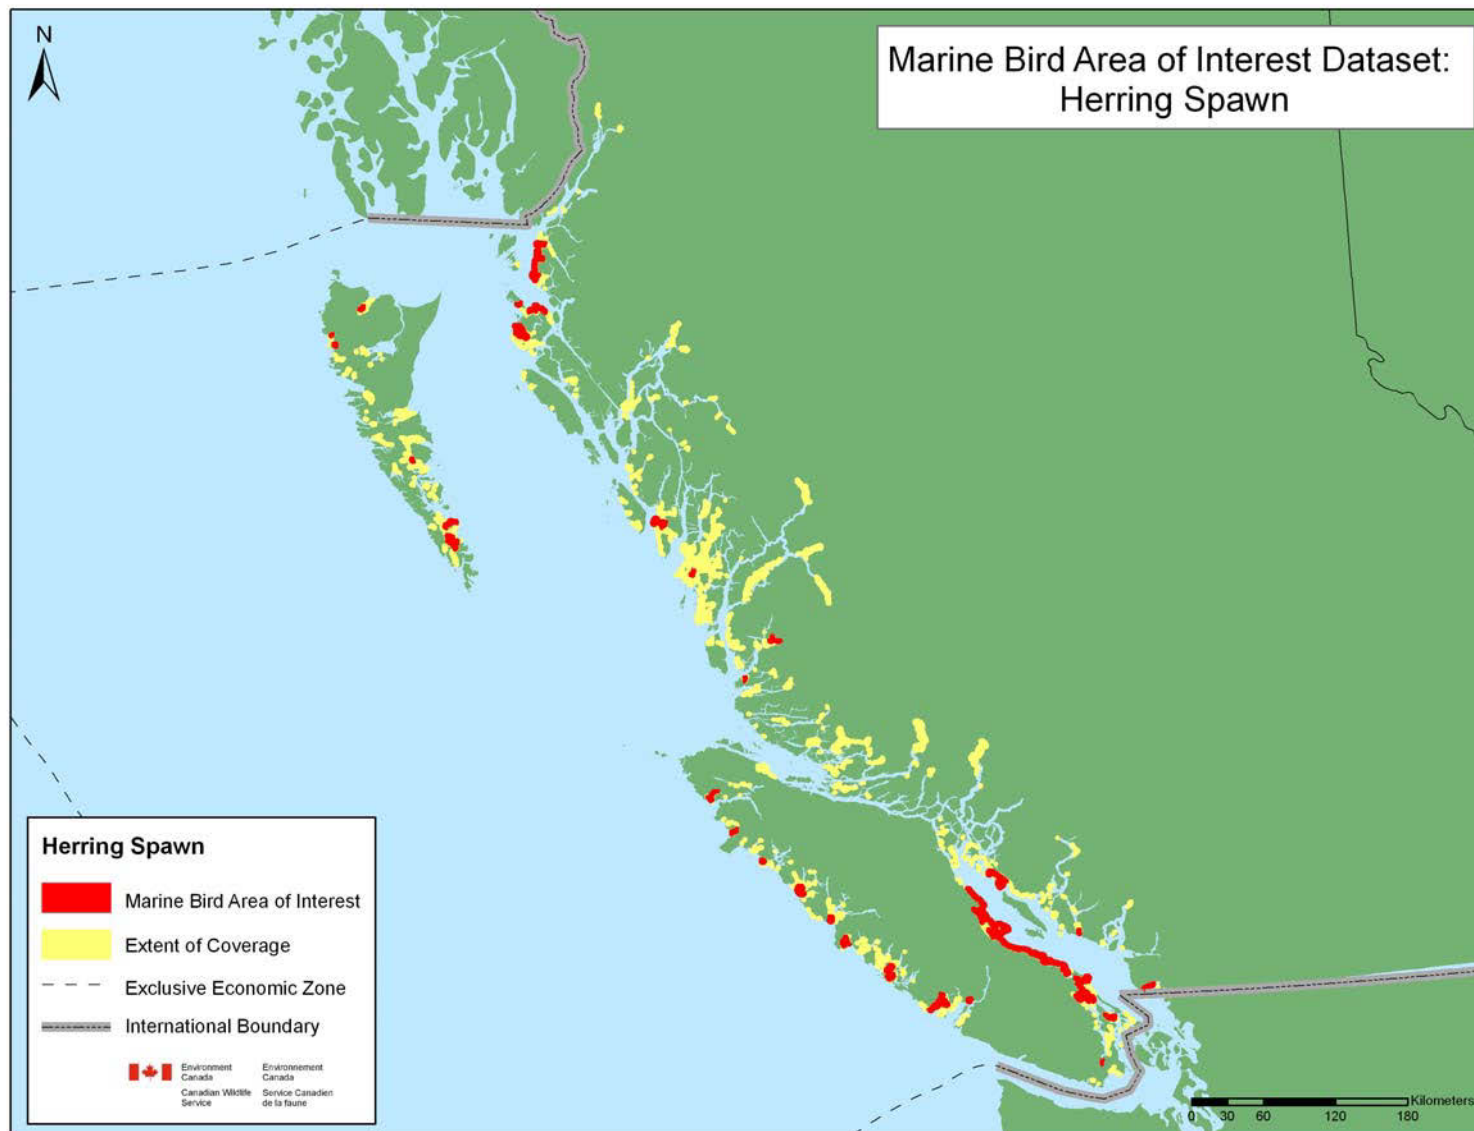 N
Marine Bird Area of Interest Dataset:
Herring Spawn
Herring Spawn
Marine Bird Area of Interest
Extent of Coverage
Exclusive Economic Zone
International Boundary
Environment Canada
Environnement Canada
Canadian Wildlife Service
Service Canadien de la faune
Kilometers
0 30 60 120 180